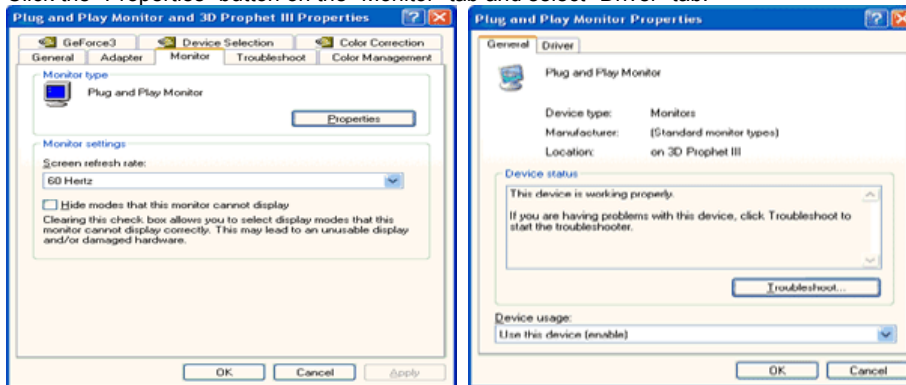 Click the "Properties" button on the "Monitor" tab and select "Driver" tab.
Plug and Play Monitor and 3D Prophet III Properties
GeForce3 Device Selection Color Correction
General Adapter Monitor Troubleshoot Color Management
Monitor type
Plug and Play Monitor
Properties
Monitor settings
Screen refresh rate:
60 Hertz
Hide modes that this monitor cannot display
Clearing this check box allows you to select display modes that this
monitor cannot display correctly. This may lead to an unusable display
and/or damaged hardware.
OK Cancel Apply
Plug and Play Monitor Properties
General Driver
Plug and Play Monitor
Device type: Monitors
Manufacturer: (Standard monitor types)
Location: on 3D Prophet III
Device status
This device is working properly.
If you are having problems with this device, click Troubleshoot to
start the troubleshooter.
Troubleshoot...
Device usage:
Use this device (enable)
OK Cancel